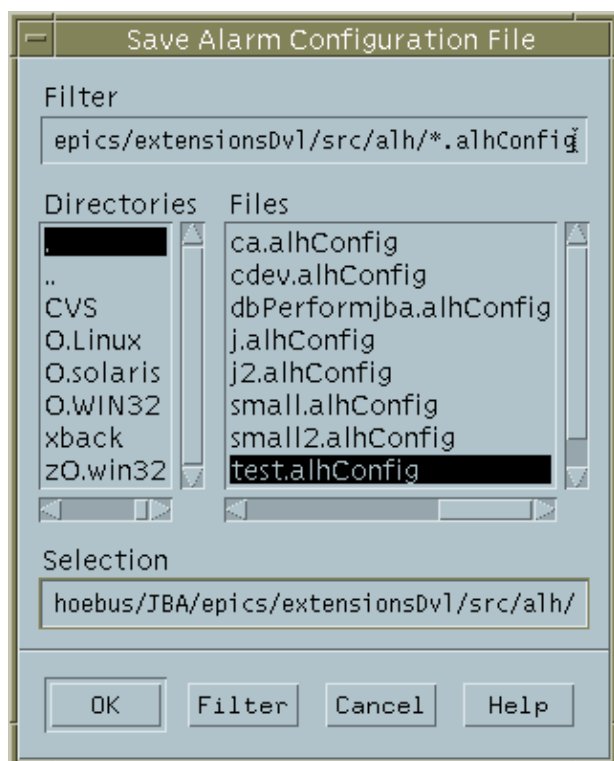 Save Alarm Configuration File
Filter
epics/extensionsDvl/src/alh/*.alhConfig
Directories
.
..
CVS
O.Linux
O.solaris
O.WIN32
xback
zO.win32
Files
ca.alhConfig
cdev.alhConfig
dbPerformjba.alhConfig
j.alhConfig
j2.alhConfig
small.alhConfig
small2.alhConfig
test.alhConfig
Selection
hoebus/JBA/epics/extensionsDvl/src/alh/
OK
Filter
Cancel
Help